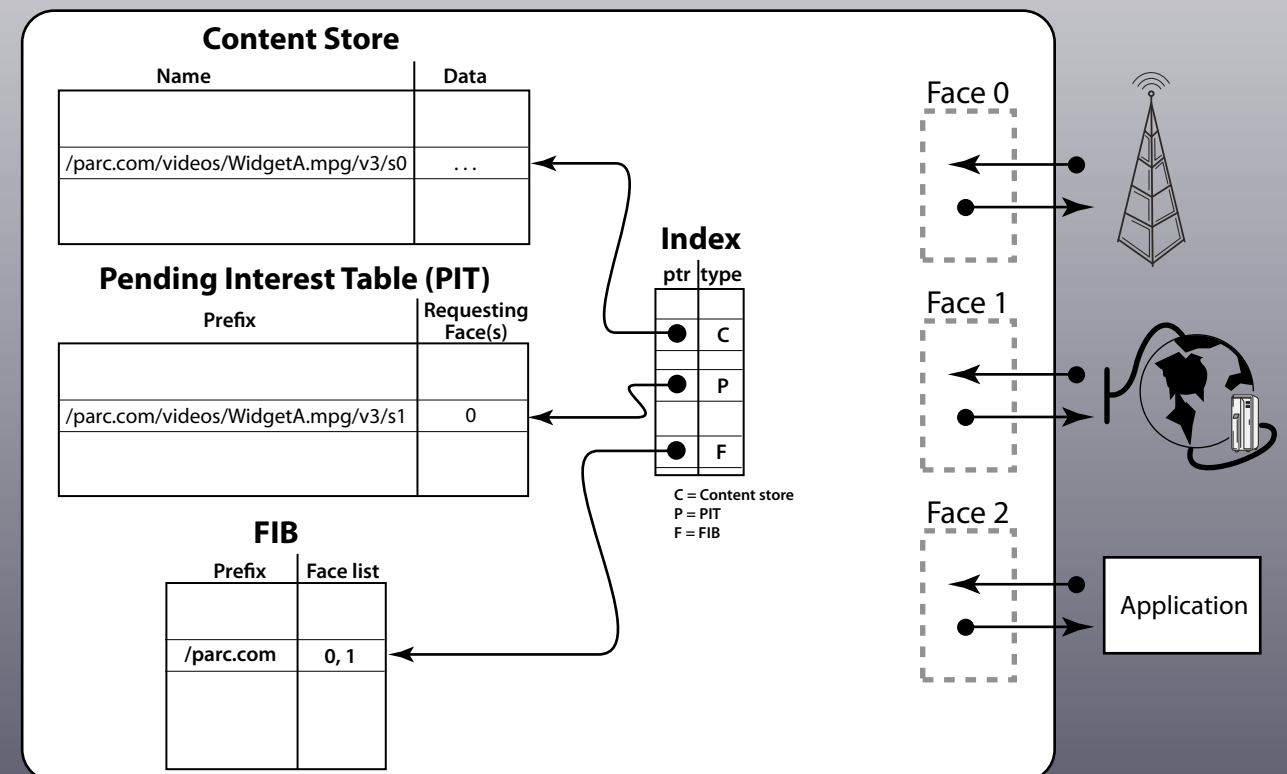 Content Store
Name Data
/parc.com/videos/WidgetA.mpg/v3/s0 ...
Pending Interest Table (PIT)
Prefix Requesting
Face(s)
/parc.com/videos/WidgetA.mpg/v3/s1 0
FIB
Prefix Face list
/parc.com 0, 1
Index
ptr type
C
P
F
C = Content store
P = PIT
F = FIB
Face 0
Face 1
Face 2
Application